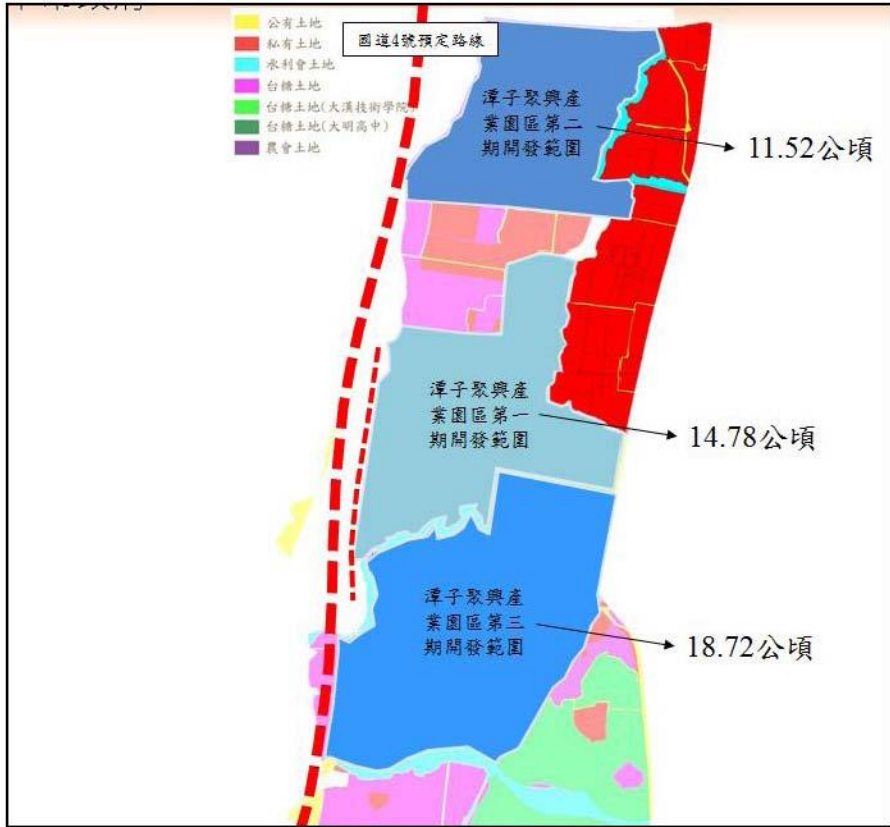 公有土地
私有土地
水利會土地
台糖土地
台糖土地(大漢技術學院)
台糖土地(大明高中)
農會土地
國道4號預定路線
潭子聚興產
業園區第二
期開發範圍
11.52公頃
潭子聚興產
業園區第一
期開發範圍
14.78公頃
潭子聚興產
業園區第三
期開發範圍
18.72公頃